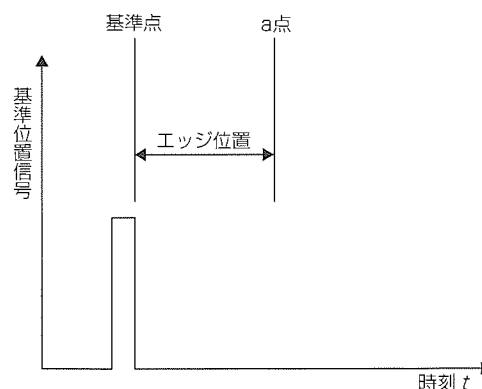 基準点
a点
エッジ位置
基準位置信号
時刻 t